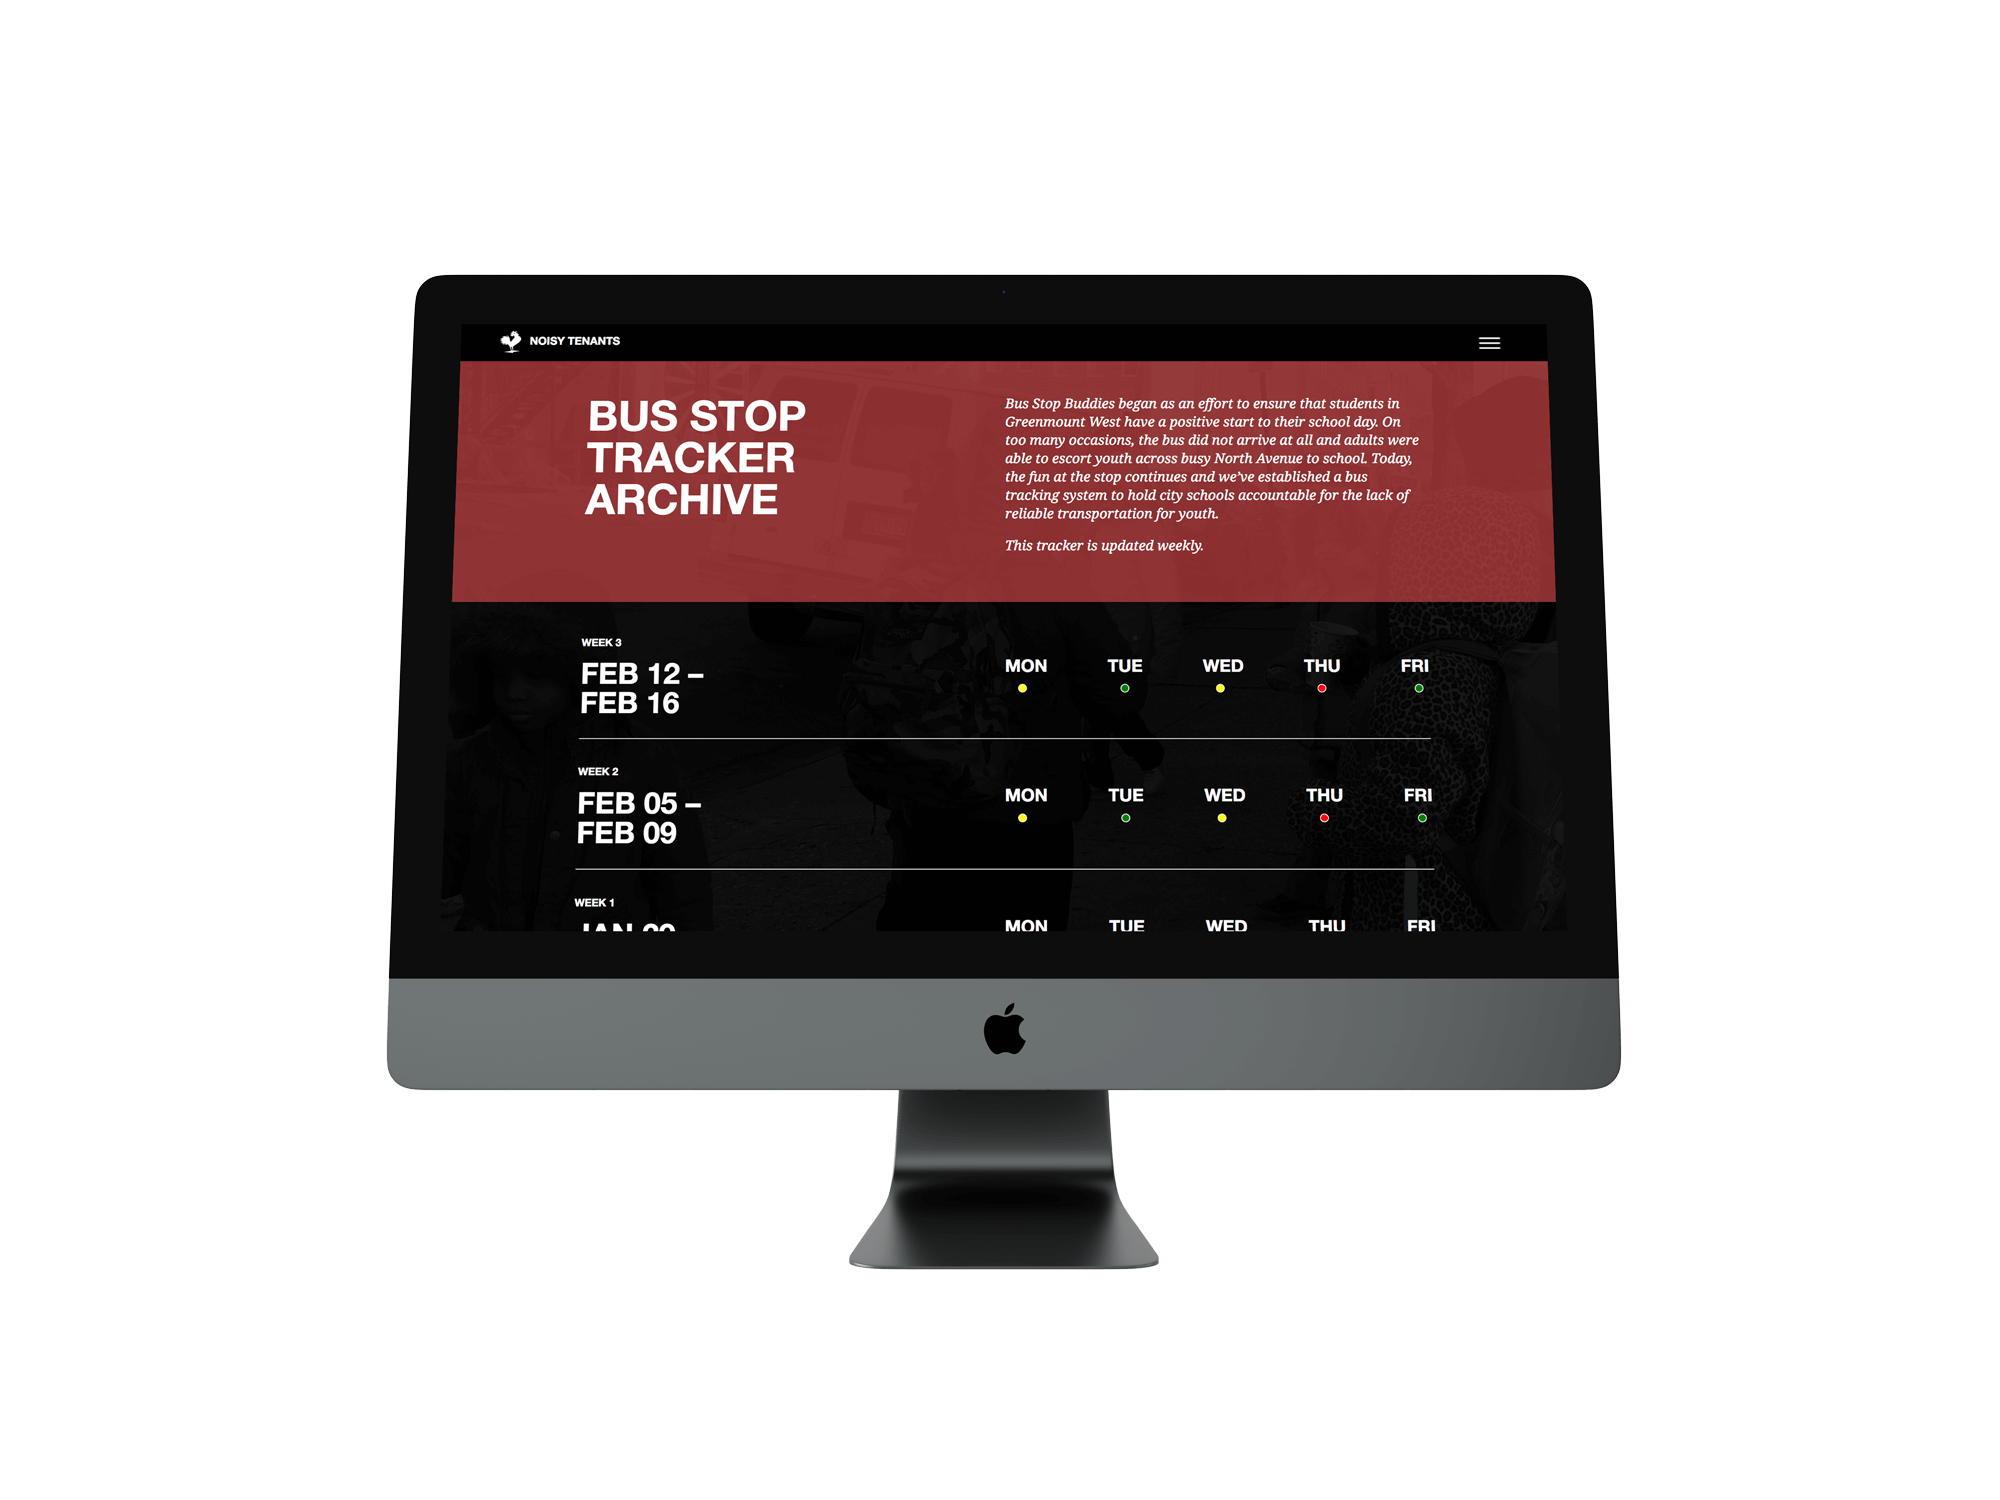 NOISY TENANTS
BUS STOP
TRACKER
ARCHIVE
Bus Stop Buddies began as an effort to ensure that students in
Greenmount West have a positive start to their school day. On
too many occasions, the bus did not arrive at all and adults were
able to escort youth across busy North Avenue to school. Today,
the fun at the stop continues and we’ve established a bus
tracking system to hold city schools accountable for the lack of
reliable transportation for youth.
This tracker is updated weekly.
WEEK 3
FEB 12 –
FEB 16
MON TUE WED THU FRI
WEEK 2
FEB 05 –
FEB 09
MON TUE WED THU FRI
WEEK 1
MON TUE WED THU FRI